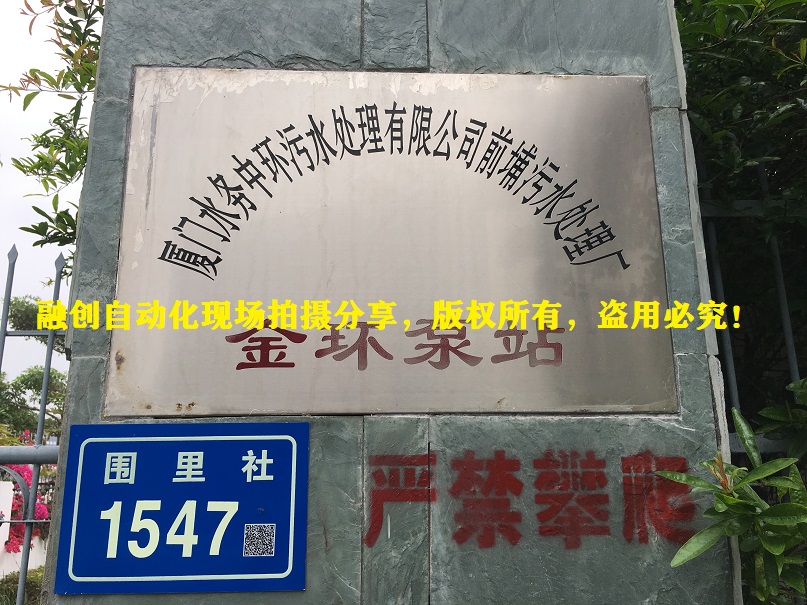 厦门水务中环污水处理有限公司前埔污水处理厂
融创自动化现场拍摄分享，版权所有，盗用必究！
金环泵站
围里社
1547
严禁攀爬